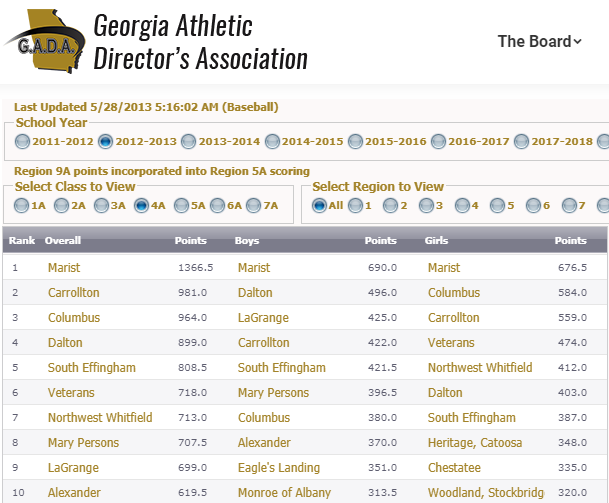 G.A.D.A.
Georgia Athletic
Director's Association
The Board
Last Updated 5/28/2013 5:16:02 AM (Baseball)
School Year
2011-2012 2012-2013 2013-2014 2014-2015 2015-2016 2016-2017 2017-2018
Region 9A points incorporated into Region 5A scoring
Select Class to View Select Region to View
1A 2A 3A 4A 5A 6A 7A All 1 2 3 4 5 6 7
Rank Overall Points Boys Points Girls Points
1 Marist 1366.5 Marist 690.0 Marist 676.5
2 Carrollton 981.0 Dalton 496.0 Columbus 584.0
3 Columbus 964.0 LaGrange 425.0 Carrollton 559.0
4 Dalton 899.0 Carrollton 422.0 Veterans 474.0
5 South Effingham 808.5 South Effingham 421.5 Northwest Whitfield 412.0
6 Veterans 718.0 Mary Persons 396.5 Dalton 403.0
7 Northwest Whitfield 713.0 Columbus 380.0 South Effingham 387.0
8 Mary Persons 707.5 Alexander 370.0 Heritage, Catoosa 348.0
9 LaGrange 699.0 Eagle's Landing 351.0 Chestatee 335.0
10 Alexander 619.5 Monroe of Albany 313.5 Woodland, Stockbridg 320.0